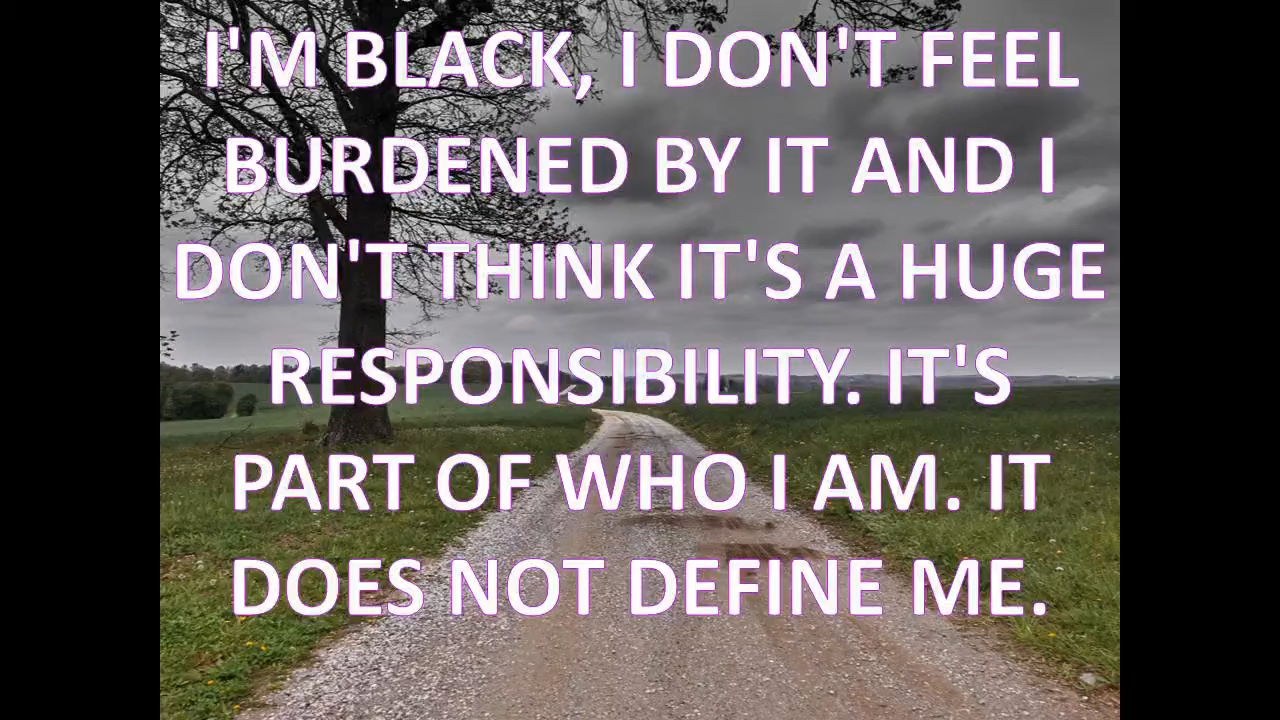 I'M BLACK, I DON'T FEEL
BURDENED BY IT AND I
DON'T THINK IT'S A HUGE
RESPONSIBILITY. IT'S
PART OF WHO I AM. IT
DOES NOT DEFINE ME.